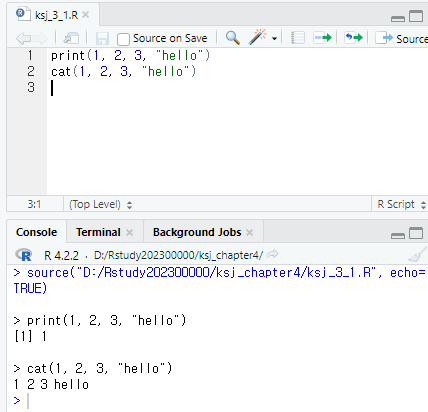 ksj_3_1.R
Source on Save
Source
1 print(1, 2, 3, "hello")
2 cat(1, 2, 3, "hello")
3
3:1 (Top Level) R Script
Console Terminal Background Jobs
R R 4.2.2 · D:/Rstudy202300000/ksj_chapter4/
> source("D:/Rstudy202300000/ksj_chapter4/ksj_3_1.R", echo=
TRUE)
> print(1, 2, 3, "hello")
[1] 1
> cat(1, 2, 3, "hello")
1 2 3 hello
>